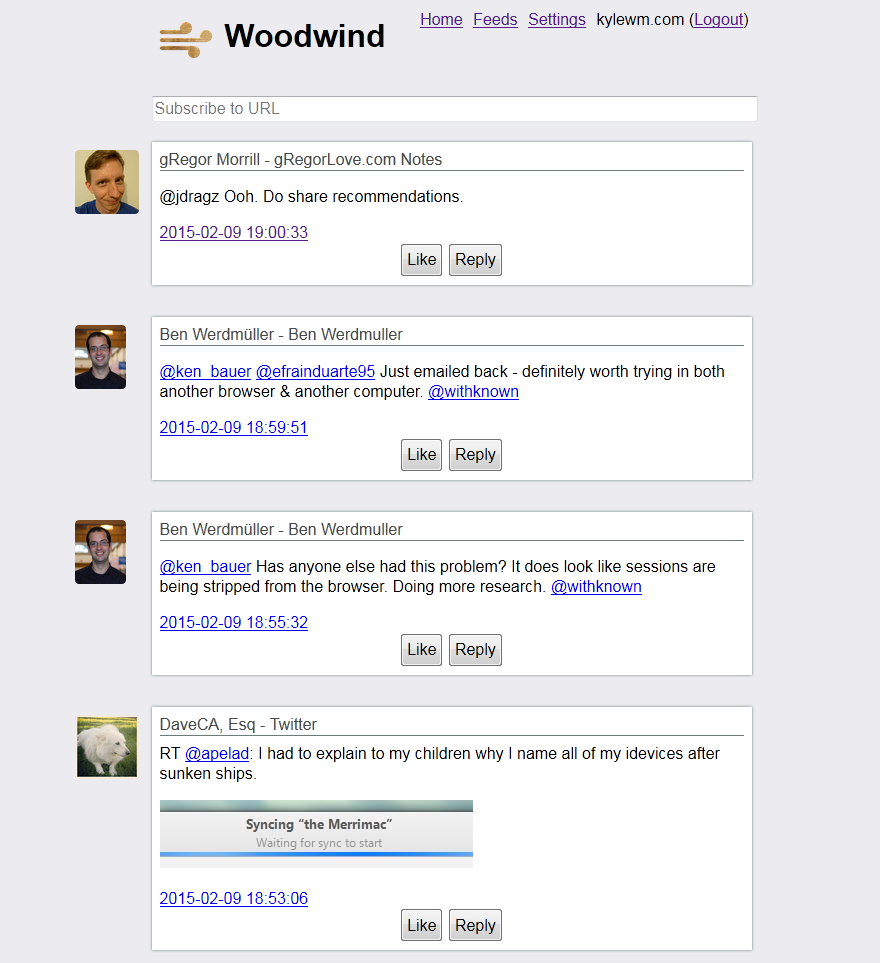 Woodwind
Home Feeds Settings kylewm.com (Logout)
Subscribe to URL
gRegor Morrill - gRegorLove.com Notes
@jdragz Ooh. Do share recommendations.
2015-02-09 19:00:33
Like Reply
Ben Werdmüller - Ben Werdmuller
@ken_bauer @efrainduarte95 Just emailed back - definitely worth trying in both
another browser & another computer. @withknown
2015-02-09 18:59:51
Like Reply
Ben Werdmüller - Ben Werdmuller
@ken_bauer Has anyone else had this problem? It does look like sessions are
being stripped from the browser. Doing more research. @withknown
2015-02-09 18:55:32
Like Reply
DaveCA, Esq - Twitter
RT @apelad: I had to explain to my children why I name all of my idevices after
sunken ships.
Syncing “the Merrimac”
Waiting for sync to start
2015-02-09 18:53:06
Like Reply